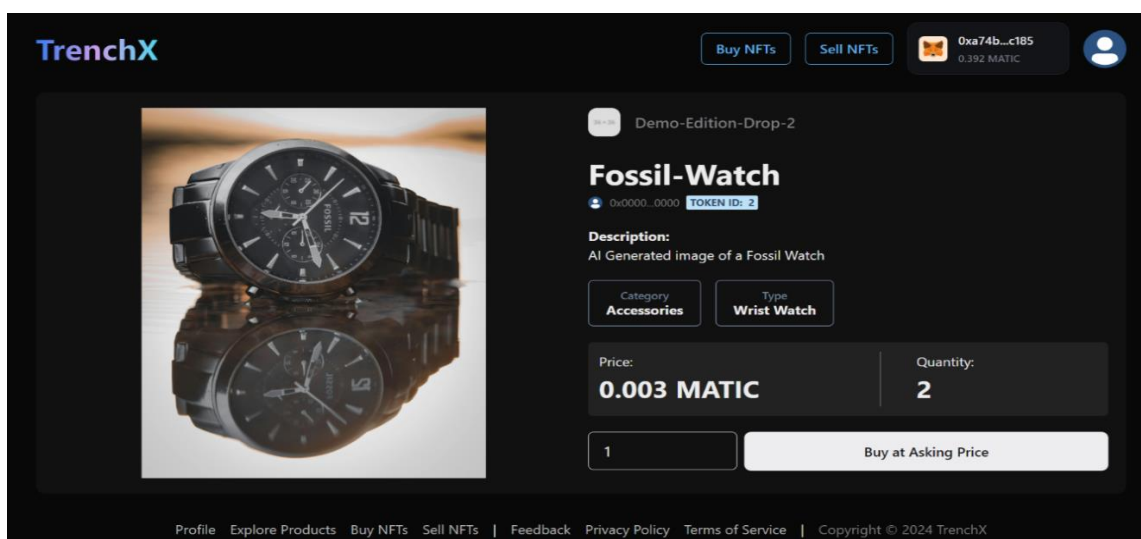 TrenchX
Buy NFTs
Sell NFTs
0xa74b...c185
0.392 MATIC
FOSSIL
12
Demo-Edition-Drop-2
Fossil-Watch
0x0000...0000 TOKEN ID: 2
Description:
AI Generated image of a Fossil Watch
Category
Accessories
Type
Wrist Watch
Price:
0.003 MATIC
Quantity:
2
1
Buy at Asking Price
Profile Explore Products Buy NFTs Sell NFTs | Feedback Privacy Policy Terms of Service | Copyright © 2024 TrenchX